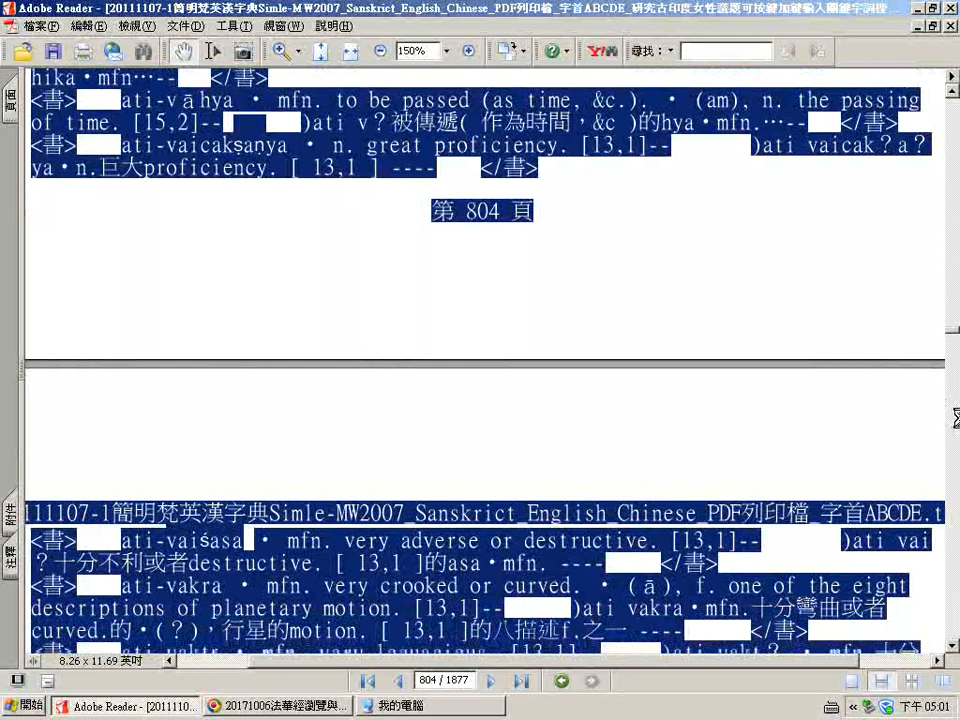 Adobe Reader - [20111107-1簡明梵英漢字典Simle-MW2007_Sanskrict_English_Chinese_PDF列印檔_字首ABCDE_研究古印度女性議題可按鍵加鍵輸入關鍵字詞搜
檔案(F) 編輯(E) 檢視(V) 文件(D) 工具(T) 視窗(W) 說明(H)
150% Y! 尋找:
頁面
附件
注釋
hika‧mfn…-- </書>
<書> ati-vāhya ‧ mfn. to be passed (as time, &c.). ‧ (am), n. the passing
of time. [15,2]-- )ati v？被傳遞( 作為時間，&c )的hya‧mfn.…-- </書>
<書> ati-vaicakṣaṇya ‧ n. great proficiency. [13,1]-- )ati vaicak？a？
ya‧n.巨大proficiency. [ 13,1 ] ---- </書>
第 804 頁
111107-1簡明梵英漢字典Simle-MW2007_Sanskrict_English_Chinese_PDF列印檔_字首ABCDE.t
<書> ati-vaiśasa ‧ mfn. very adverse or destructive. [13,1]-- )ati vai
？十分不利或者destructive. [ 13,1 ]的asa‧mfn. ---- </書>
<書> ati-vakra ‧ mfn. very crooked or curved. ‧ (ā), f. one of the eight
descriptions of planetary motion. [13,1]-- )ati vakra‧mfn.十分彎曲或者
curved.的‧(？)，行星的motion. [ 13,1 ]的八描述f.之一 ---- </書>
8.26 x 11.69 英吋
804 / 1877
開始 Adobe Reader - [2011110... 20171006法華經瀏覽與... 我的電腦 下午 05:01